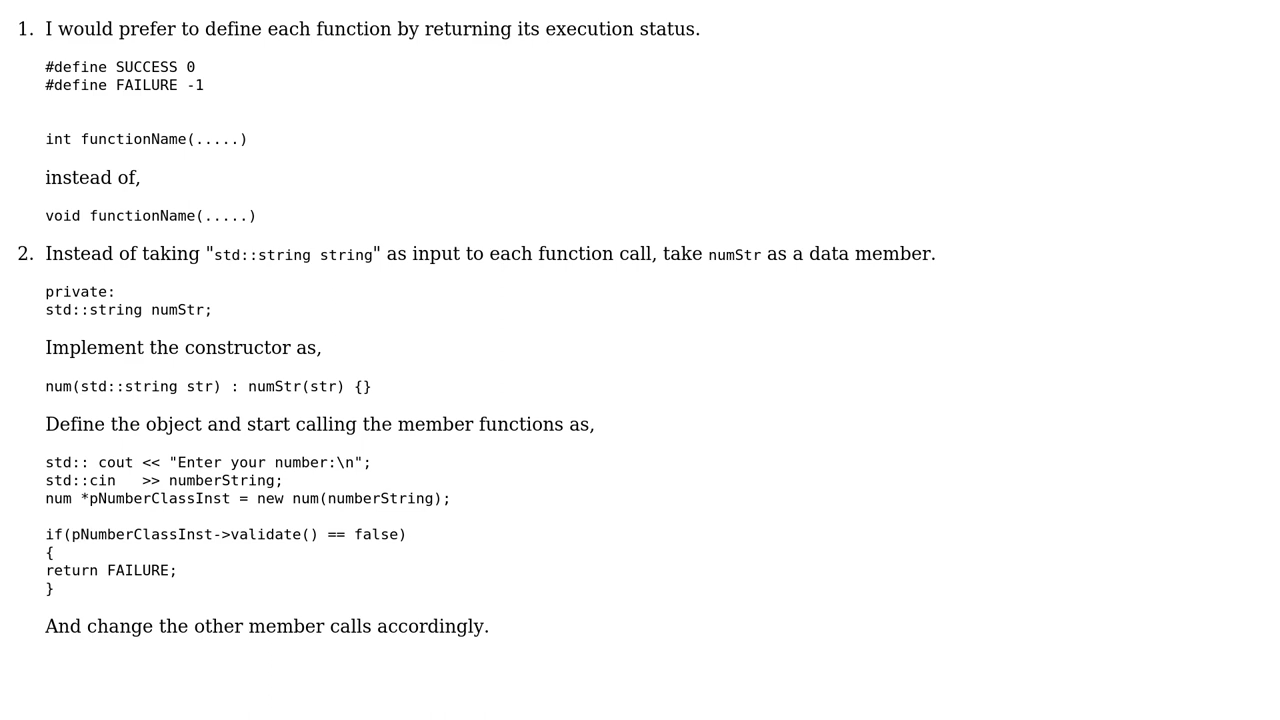 1. I would prefer to define each function by returning its execution status.
#define SUCCESS 0
#define FAILURE -1
int functionName(.....)
instead of,
void functionName(.....)
2. Instead of taking "std::string string" as input to each function call, take numStr as a data member.
private:
std::string numStr;
Implement the constructor as,
num(std::string str) : numStr(str) {}
Define the object and start calling the member functions as,
std:: cout << "Enter your number:\n";
std::cin   >> numberString;
num *pNumberClassInst = new num(numberString);
if(pNumberClassInst->validate() == false)
{
return FAILURE;
}
And change the other member calls accordingly.